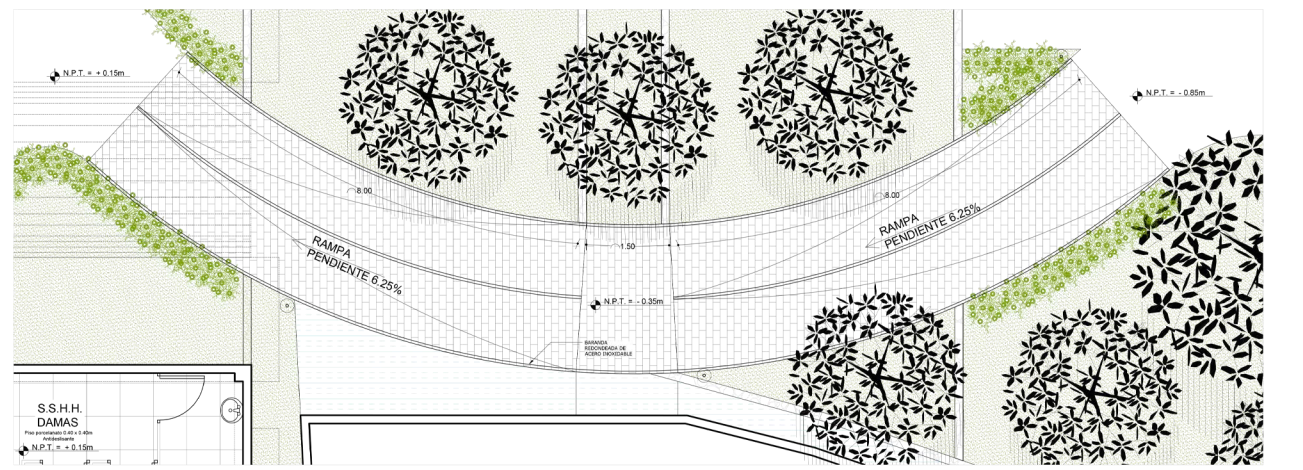 N.P.T. = + 0.15m
N.P.T. = - 0.85m
8.00
8.00
1.50
RAMPA
PENDIENTE 6.25%
RAMPA
PENDIENTE 6.25%
N.P.T. = - 0.35m
BARANDA
REDONDEADA DE
ACERO INOXIDABLE
S.S.H.H.
DAMAS
Piso porcelanato 0.40 x 0.40m
Antideslizante
N.P.T. = + 0.15m